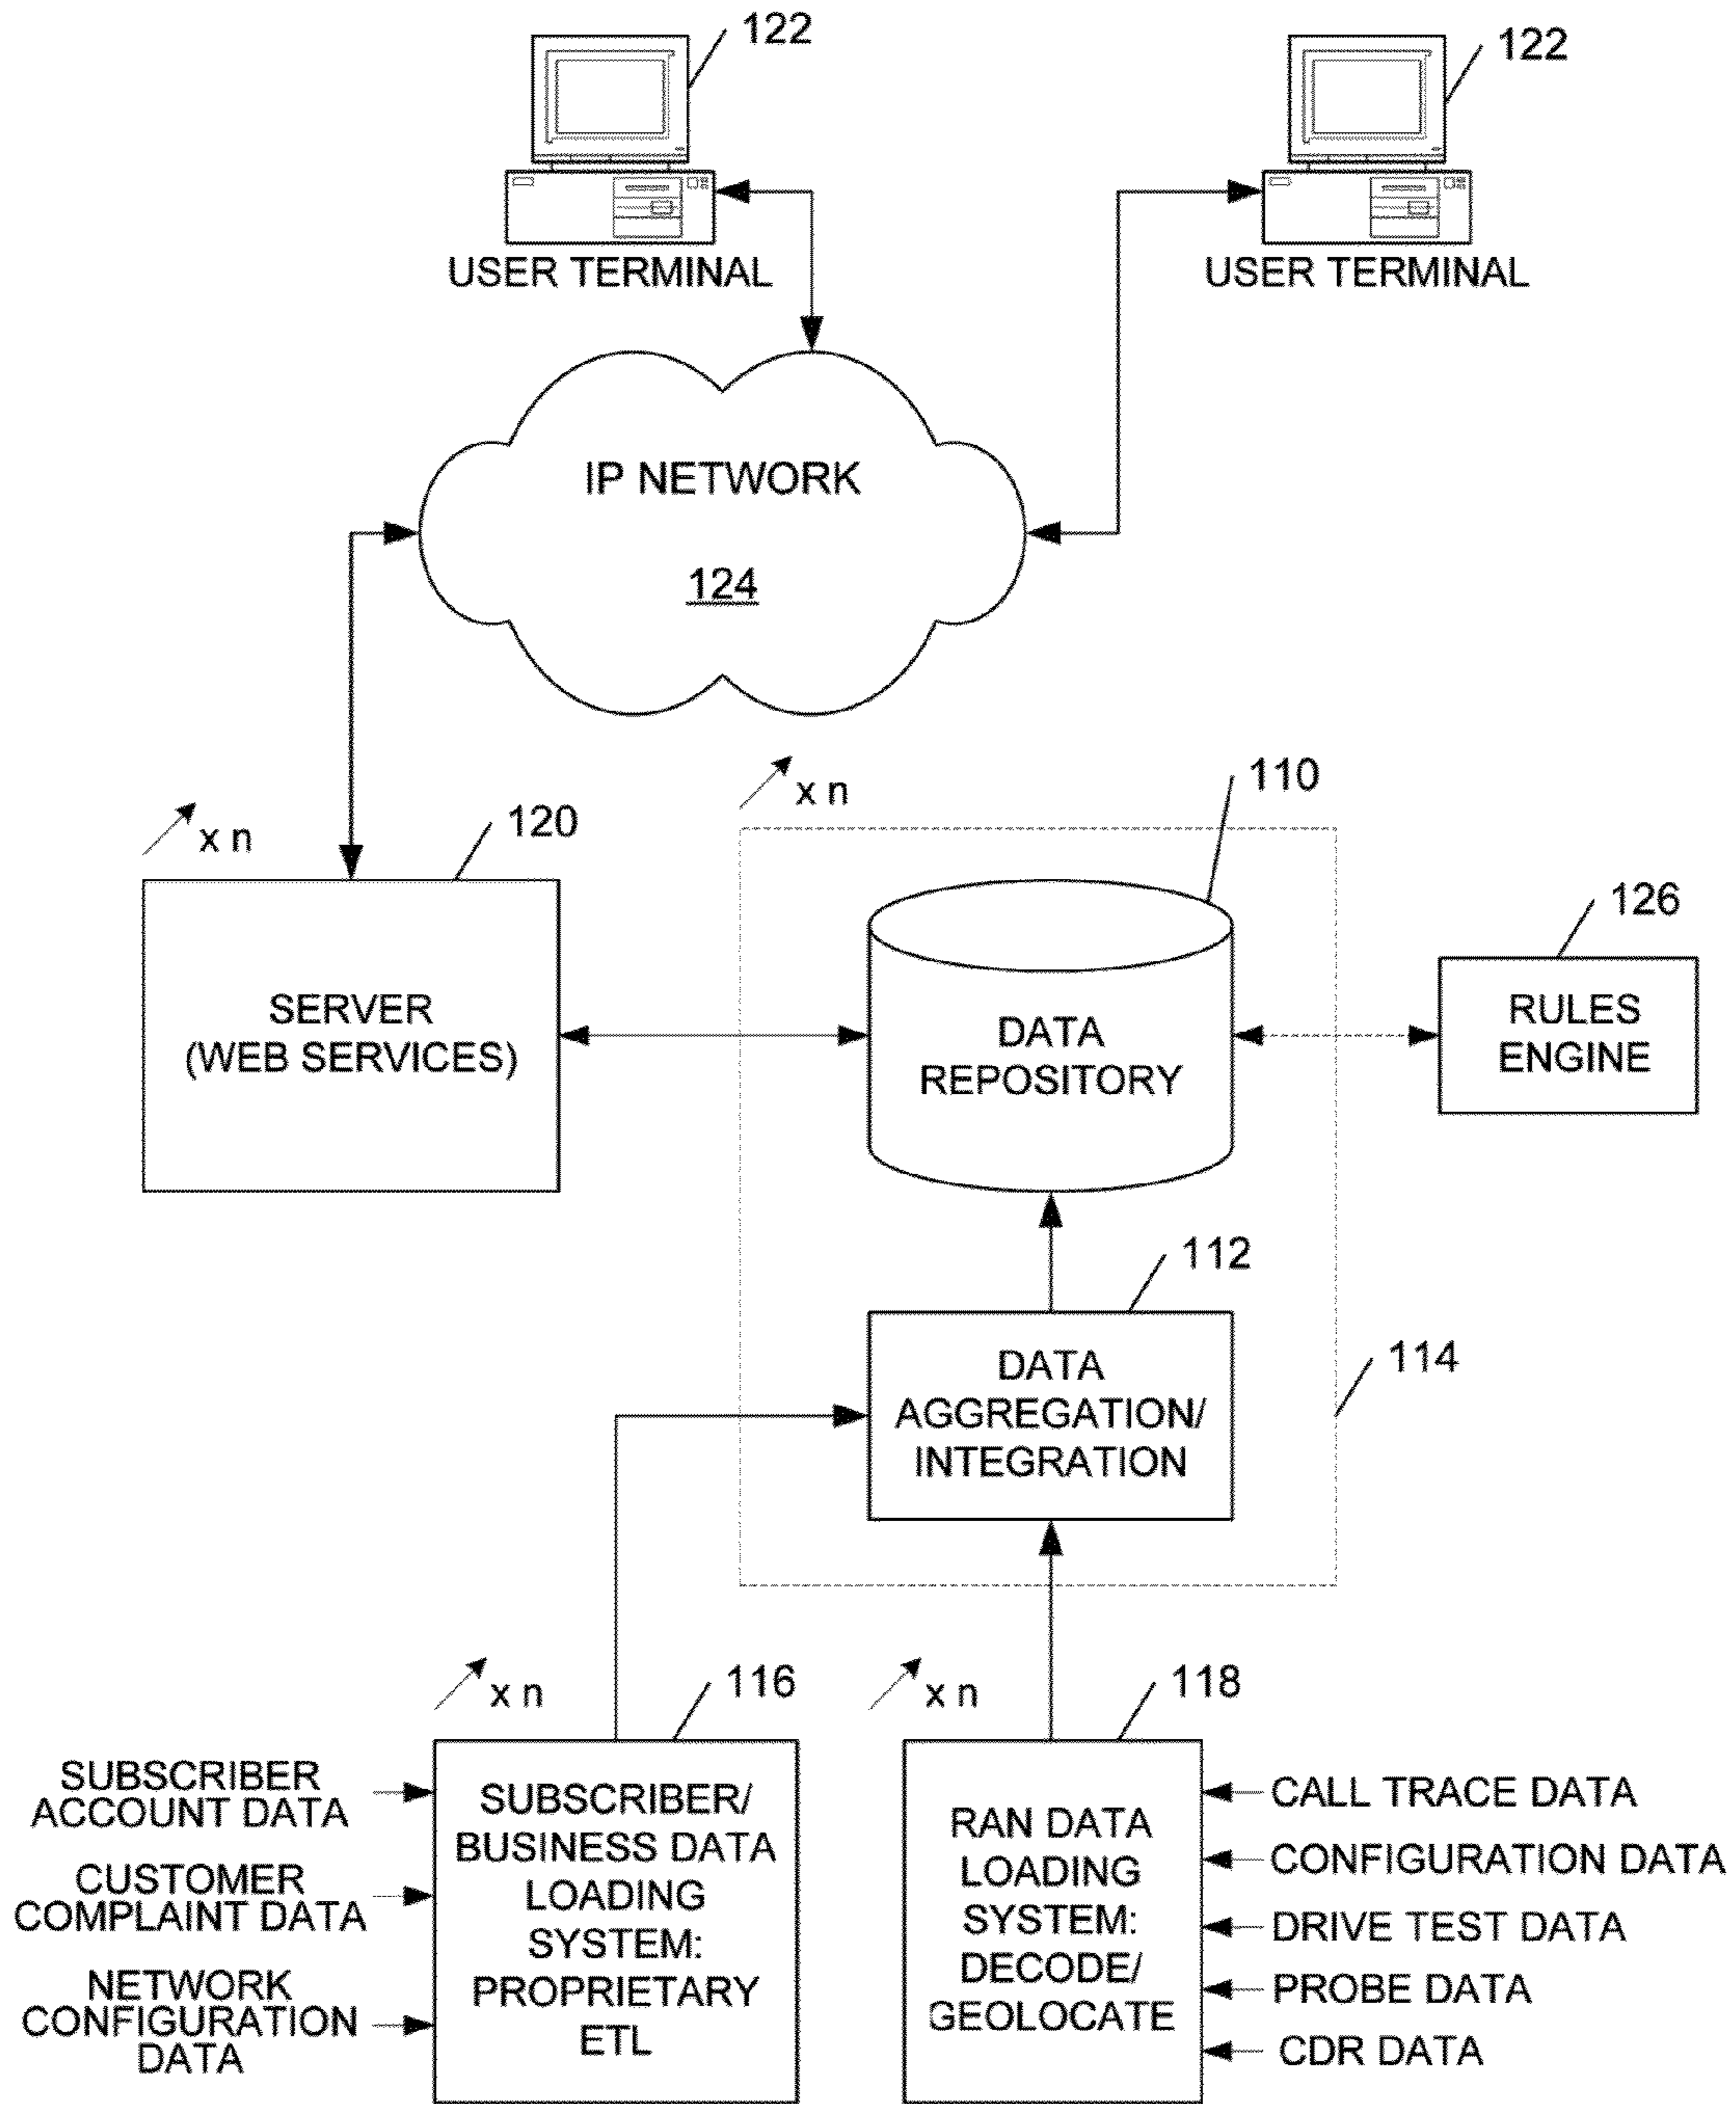 122
122
USER TERMINAL
USER TERMINAL
IP NETWORK
124
x n
110
x n
120
126
SERVER
(WEB SERVICES)
DATA
REPOSITORY
RULES
ENGINE
112
DATA
AGGREGATION/
INTEGRATION
114
x n
116
x n
118
SUBSCRIBER
ACCOUNT DATA
CUSTOMER
COMPLAINT DATA
NETWORK
CONFIGURATION
DATA
SUBSCRIBER/
BUSINESS DATA
LOADING
SYSTEM:
PROPRIETARY
ETL
RAN DATA
LOADING
SYSTEM:
DECODE/
GEOLOCATE
CALL TRACE DATA
CONFIGURATION DATA
DRIVE TEST DATA
PROBE DATA
CDR DATA